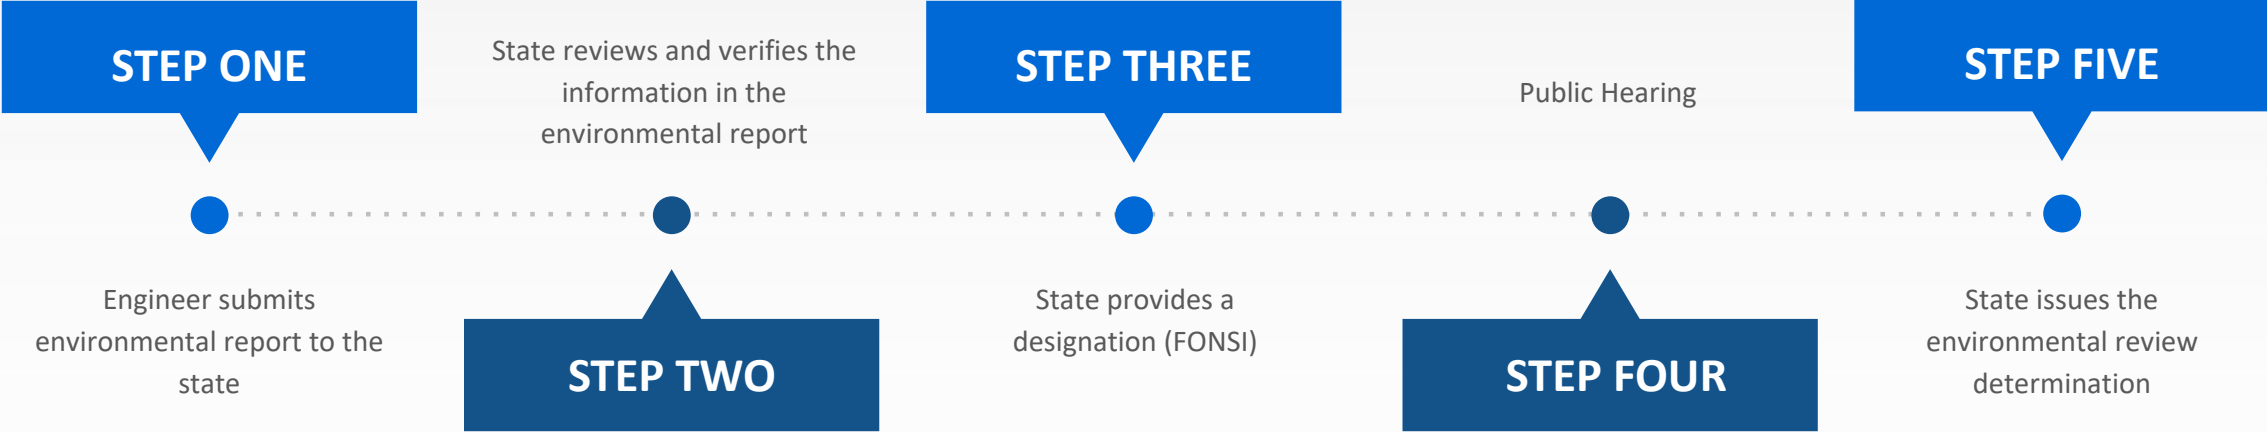 STEP ONE
Engineer submits
environmental report to the
state
State reviews and verifies the
information in the
environmental report
STEP TWO
STEP THREE
State provides a
designation (FONSI)
Public Hearing
STEP FOUR
STEP FIVE
State issues the
environmental review
determination